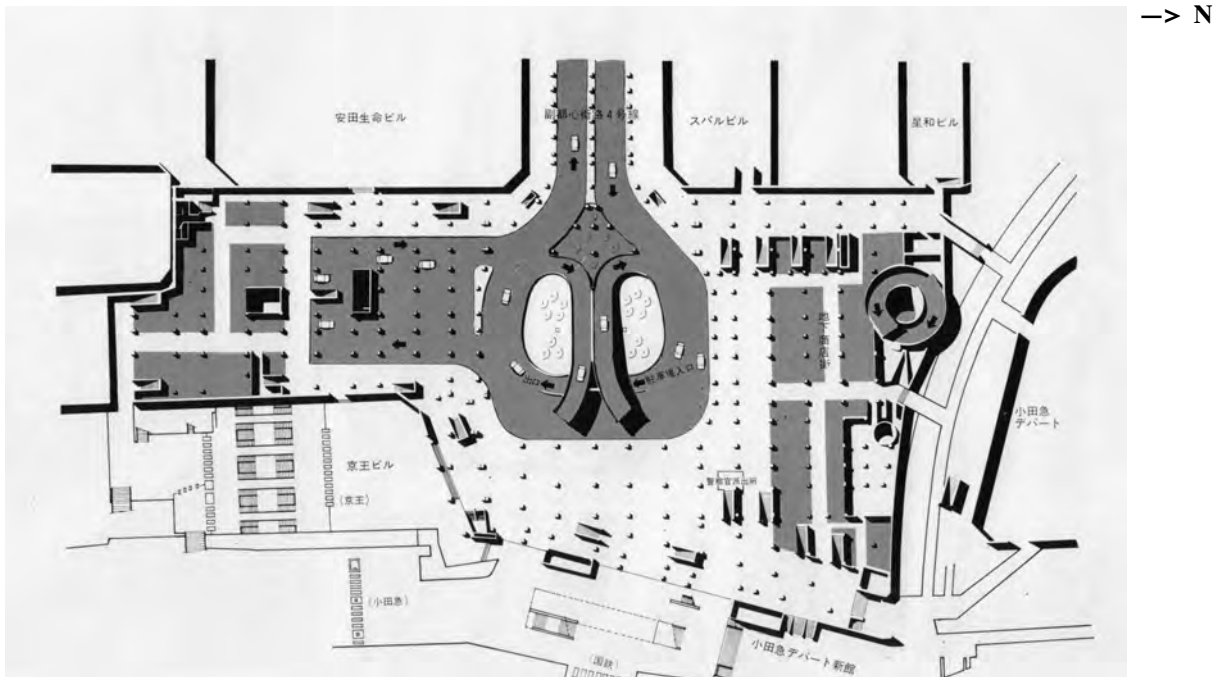 —> N
安田生命ビル
副都心街路4号線
スバルビル
星和ビル
地下商店街
出口
駐車場入口
小田急
デパート
京王ビル
(京王)
警察官派出所
(小田急)
(国鉄)
小田急デパート新館